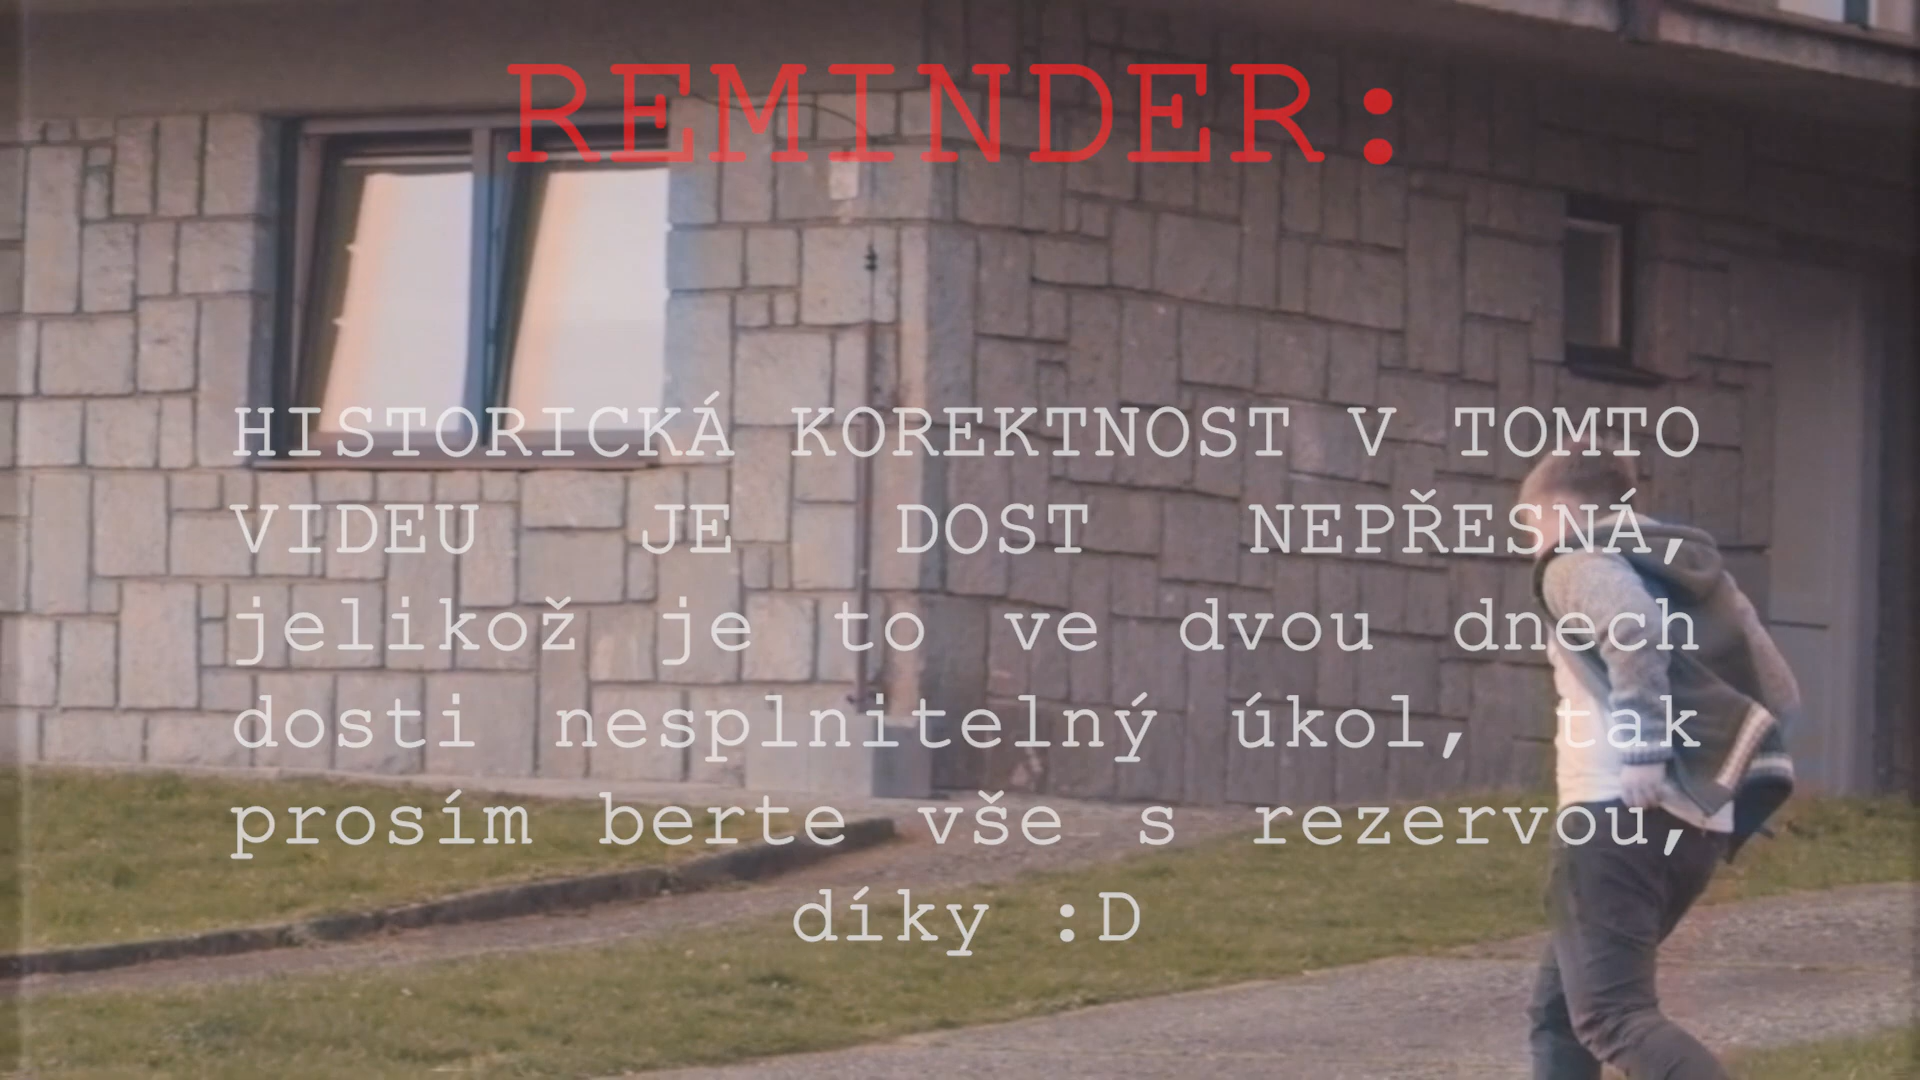 REMINDER:
HISTORICKÁ KOREKTNOST V TOMTO
VIDEU JE DOST NEPŘESNÁ,
jelikož je to ve dvou dnech
dosti nesplnitelný úkol, tak
prosím berte vše s rezervou,
díky :D